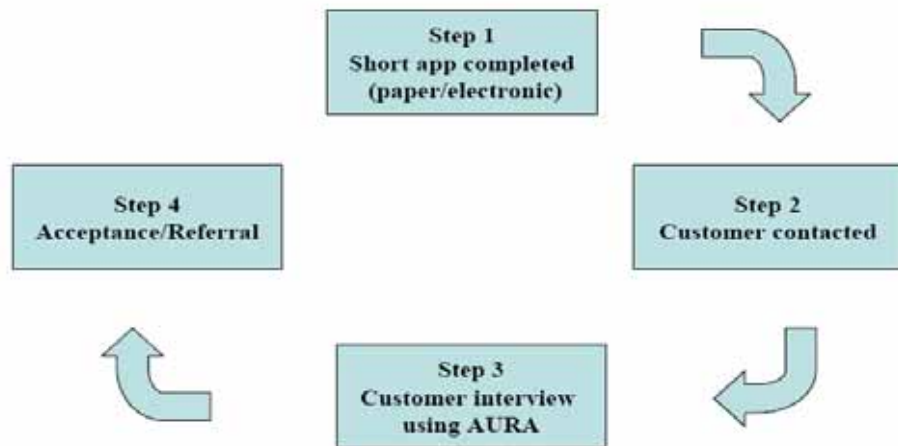 Step 1
Short app completed
(paper/electronic)
Step 2
Customer contacted
Step 3
Customer interview
using AURA
Step 4
Acceptance/Referral